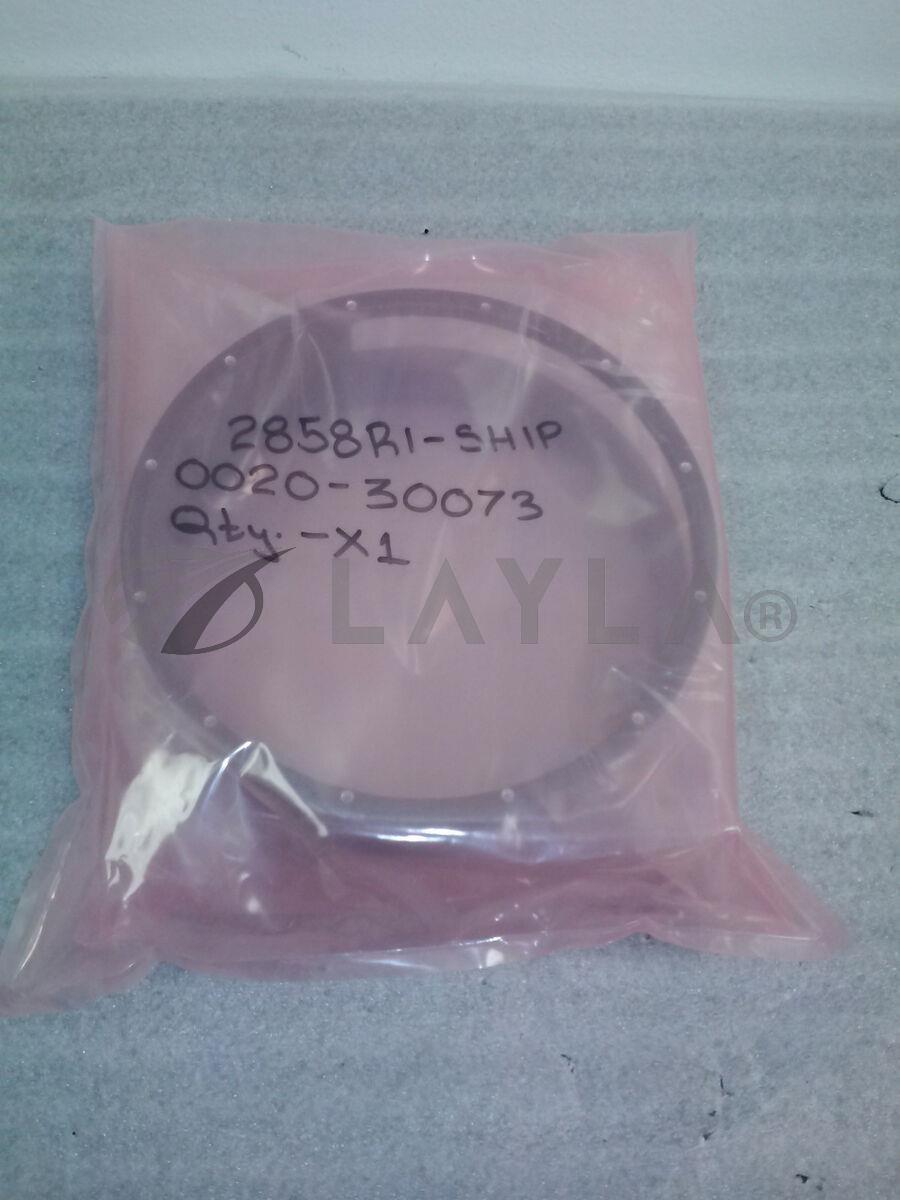 2858R1-SHIP
0020-30073
Qty. -X1
LAYLA®